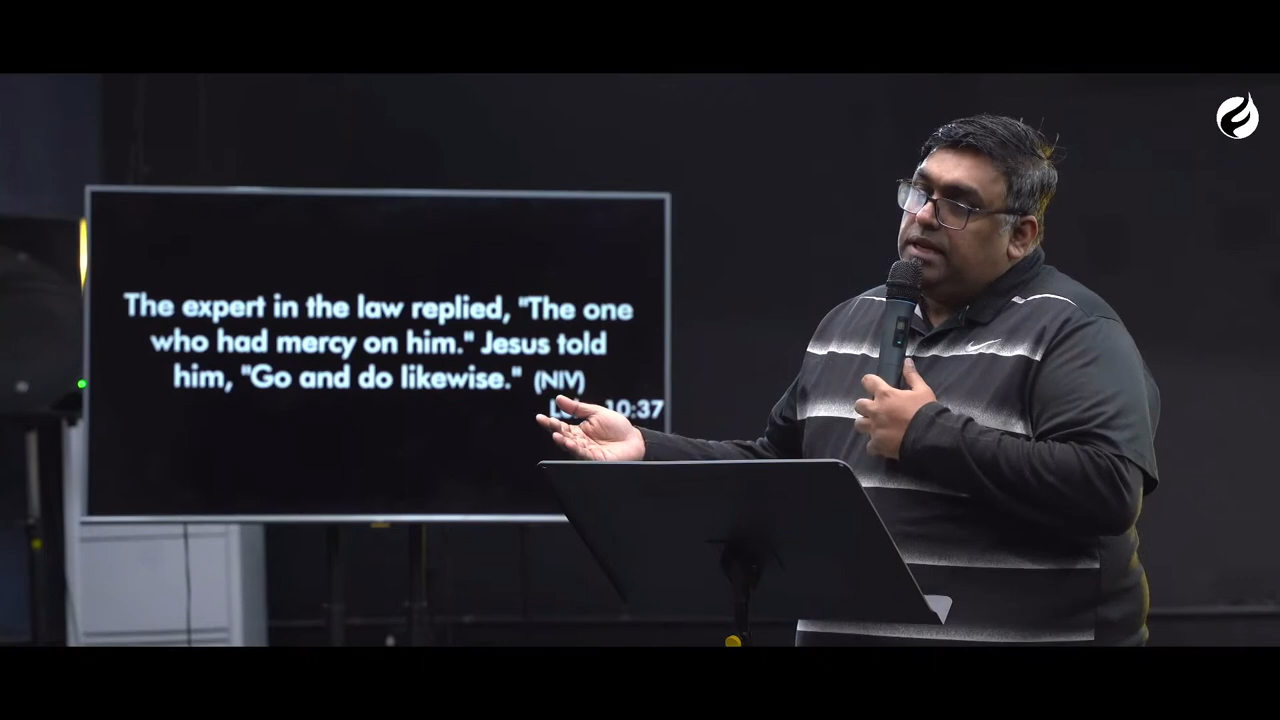 The expert in the law replied, "The one
who had mercy on him." Jesus told
him, "Go and do likewise." (NIV)
10:37